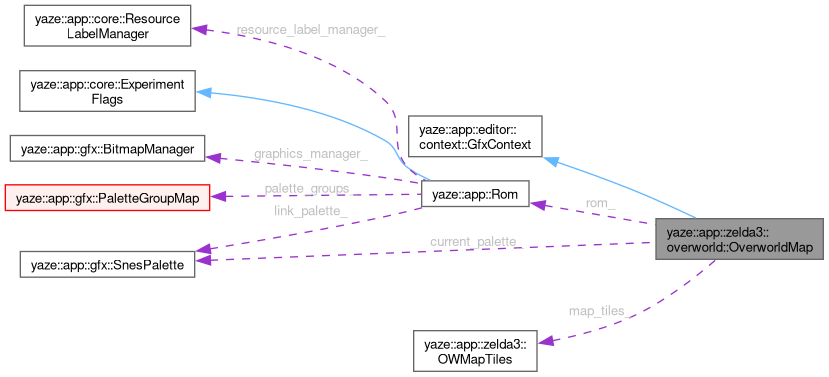 yaze::app::core::Resource
LabelManager
resource_label_manager_
yaze::app::core::Experiment
Flags
yaze::app::editor::
context::GfxContext
yaze::app::gfx::BitmapManager
graphics_manager_
yaze::app::gfx::PaletteGroupMap
palette_groups_
yaze::app::Rom
rom_
link_palette_
yaze::app::zelda3::
overworld::OverworldMap
yaze::app::gfx::SnesPalette
current_palette_
map_tiles_
yaze::app::zelda3::
OWMapTiles